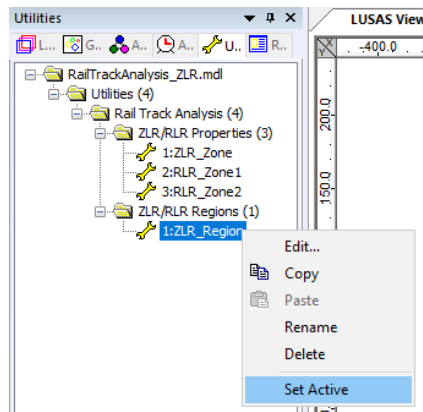 Utilities
LUSAS View
L... G.. A.. A.. U.. R..
-400.0
RailTrackAnalysis_ZLR.mdl
Utilities (4)
Rail Track Analysis (4)
ZLR/RLR Properties (3)
1:ZLR_Zone
2:RLR_Zone1
3:RLR_Zone2
ZLR/RLR Regions (1)
1:ZLR_Region
200.0
150.0
Edit...
Copy
Paste
Rename
Delete
Set Active